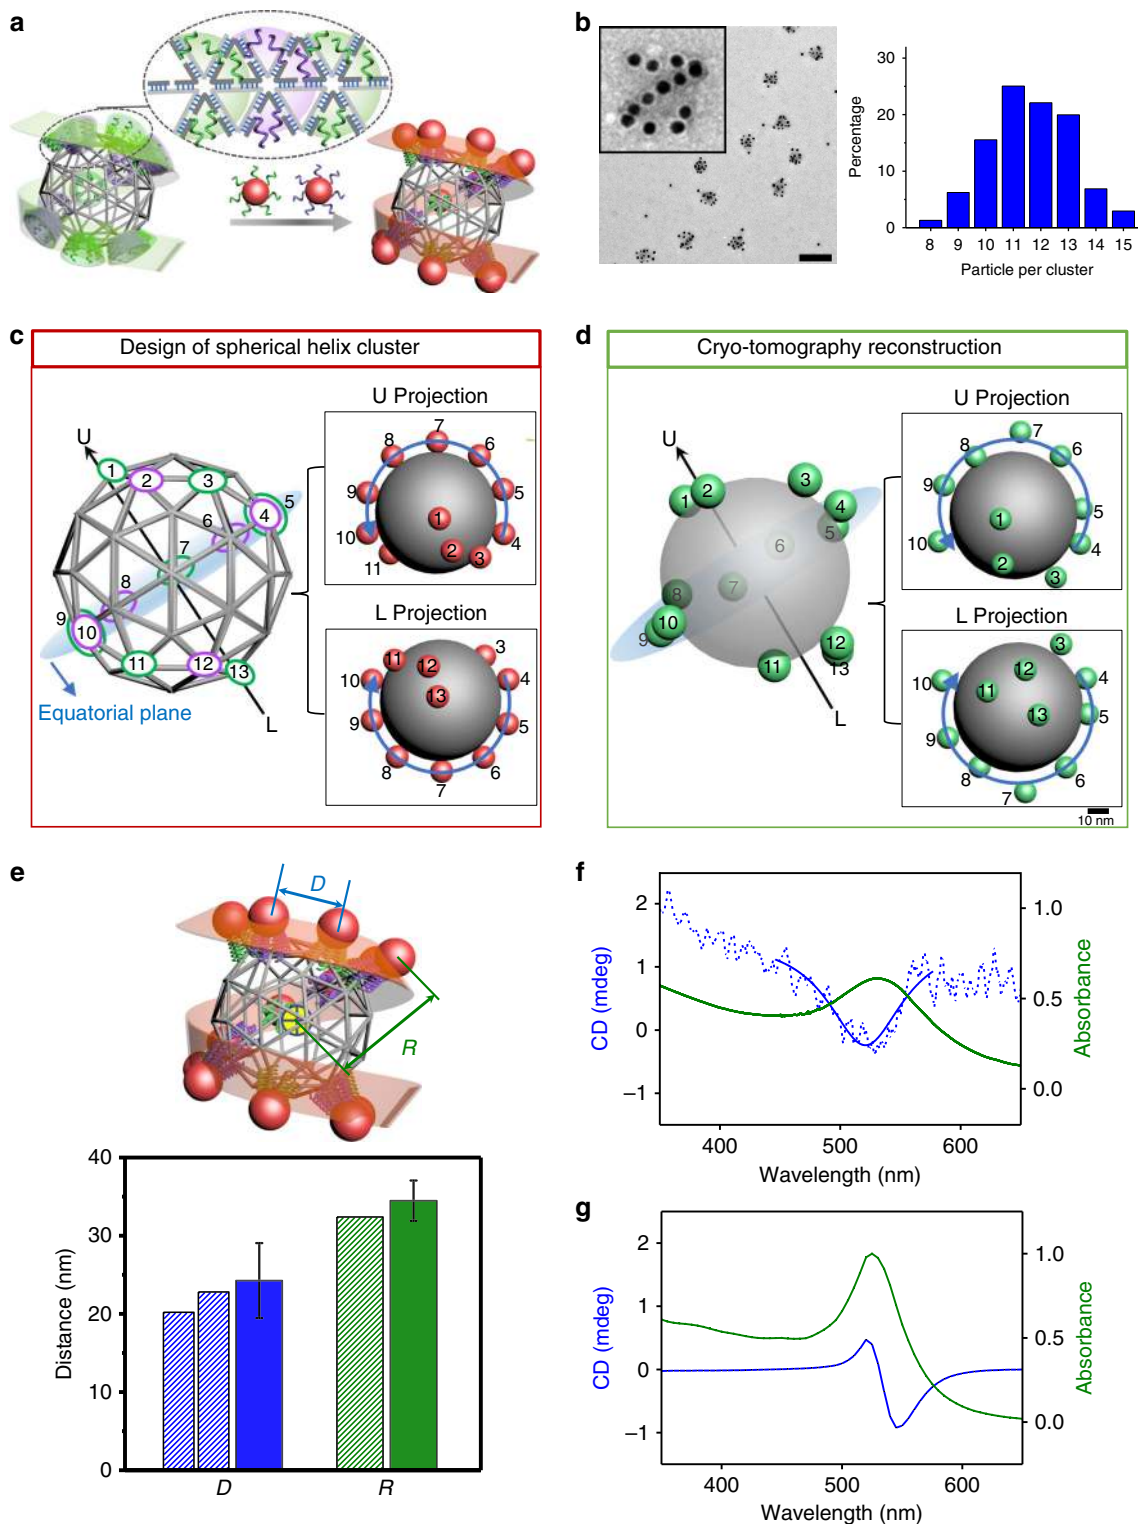 a
b
30
20
10
0
Percentage
8 9 10 11 12 13 14 15
Particle per cluster
c
Design of spherical helix cluster
U
1
2
3
4
5
6
7
8
9
10
11
12
13
L
Equatorial plane
U Projection
7
8
6
9
5
10
4
1
2
3
11
L Projection
3
11
12
10
4
13
9
5
8
6
7
d
Cryo-tomography reconstruction
U
1
2
3
4
5
6
7
8
9
10
11
12
13
L
U Projection
7
8
6
9
5
1
10
4
2
3
L Projection
3
12
10
4
11
13
5
9
8
6
7
10 nm
e
D
R
40
30
20
10
0
Distance (nm)
D R
f
2
1
0
−1
CD (mdeg)
1.0
0.5
0.0
Absorbance
400 500 600
Wavelength (nm)
g
2
1
0
−1
CD (mdeg)
1.0
0.5
0.0
Absorbance
400 500 600
Wavelength (nm)